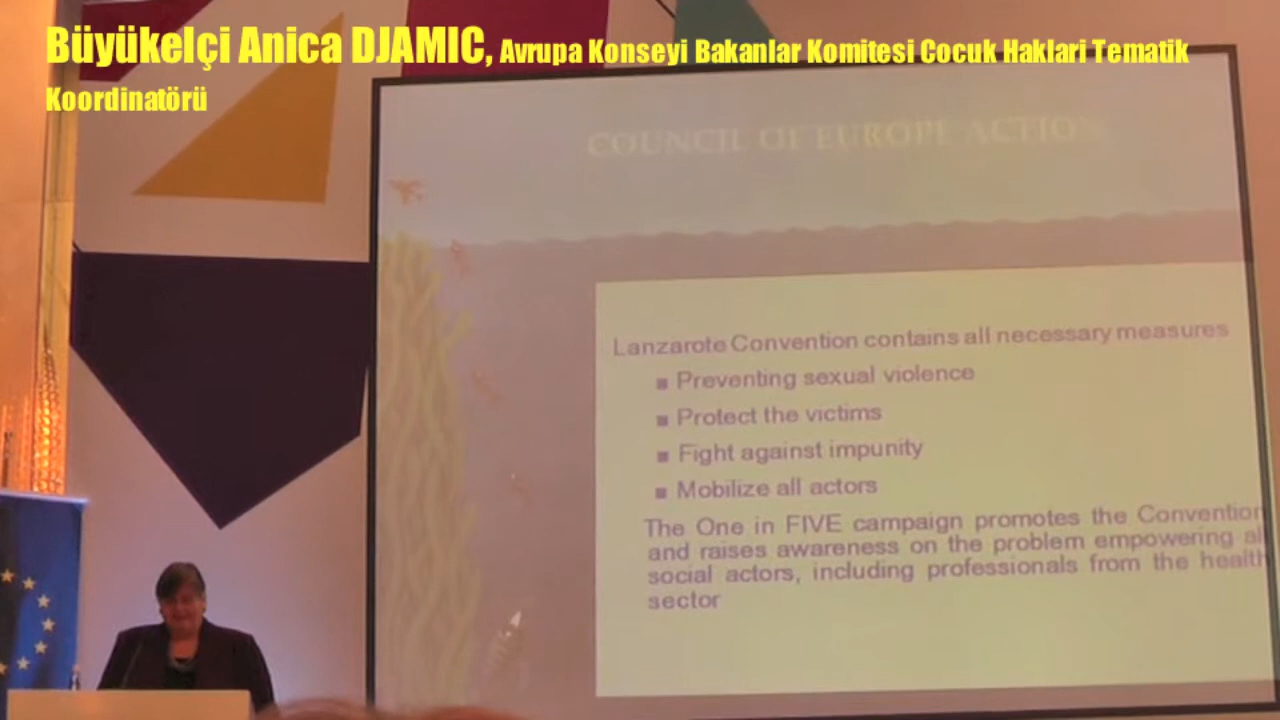 Büyükelçi Anica DJAMIC, Avrupa Konseyi Bakanlar Komitesi Cocuk Haklari Tematik
Koordinatörü
COUNCIL OF EUROPE ACTION
Lanzarote Convention contains all necessary measures
■ Preventing sexual violence
■ Protect the victims
■ Fight against impunity
■ Mobilize all actors
The One in FIVE campaign promotes the Convention
and raises awareness on the problem empowering all
social actors, including professionals from the health
sector